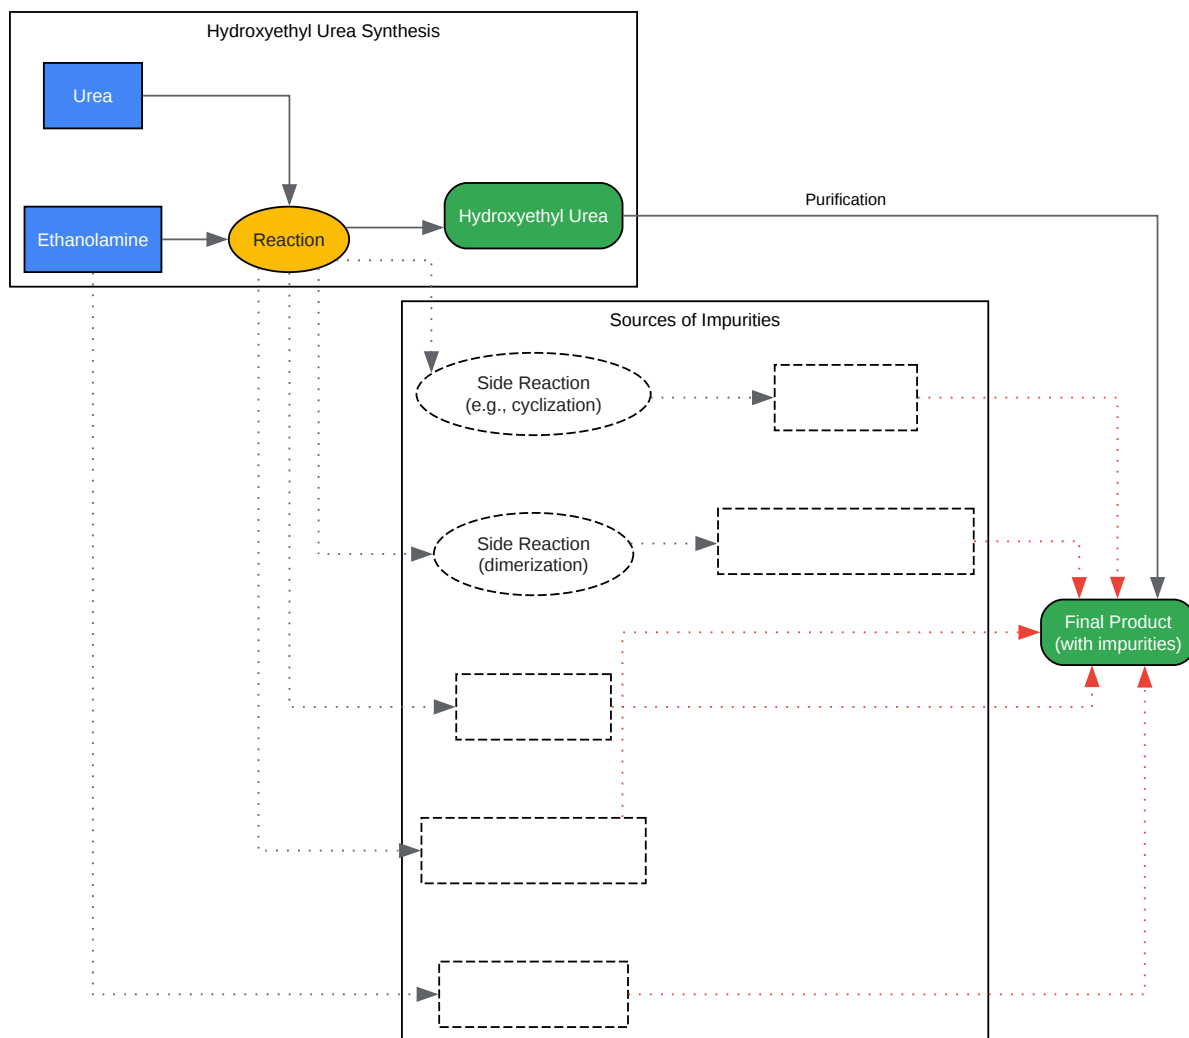 Hydroxyethyl Urea Synthesis
Urea
Ethanolamine
Reaction
Hydroxyethyl Urea
Purification
Sources of Impurities
Side Reaction
(e.g., cyclization)
Side Reaction
(dimerization)
Final Product
(with impurities)